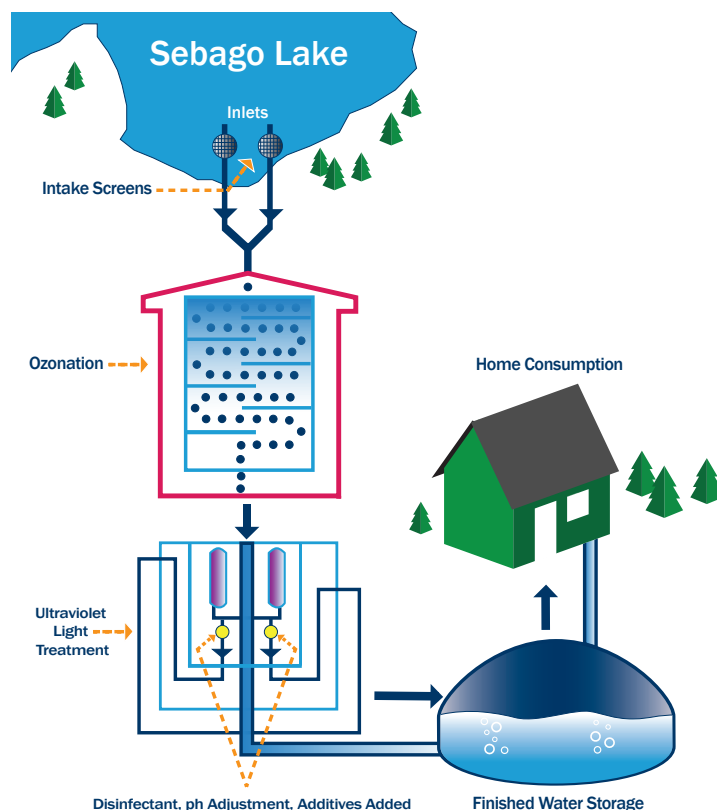 Sebago Lake
Inlets
Intake Screens
Ozonation
Home Consumption
Ultraviolet
Light
Treatment
Disinfectant, ph Adjustment, Additives Added
Finished Water Storage